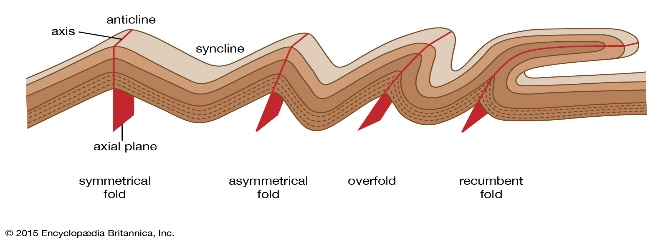 anticline
axis
syncline
axial plane
symmetrical
fold
asymmetrical
fold
overfold
recumbent
fold
© 2015 Encyclopædia Britannica, Inc.